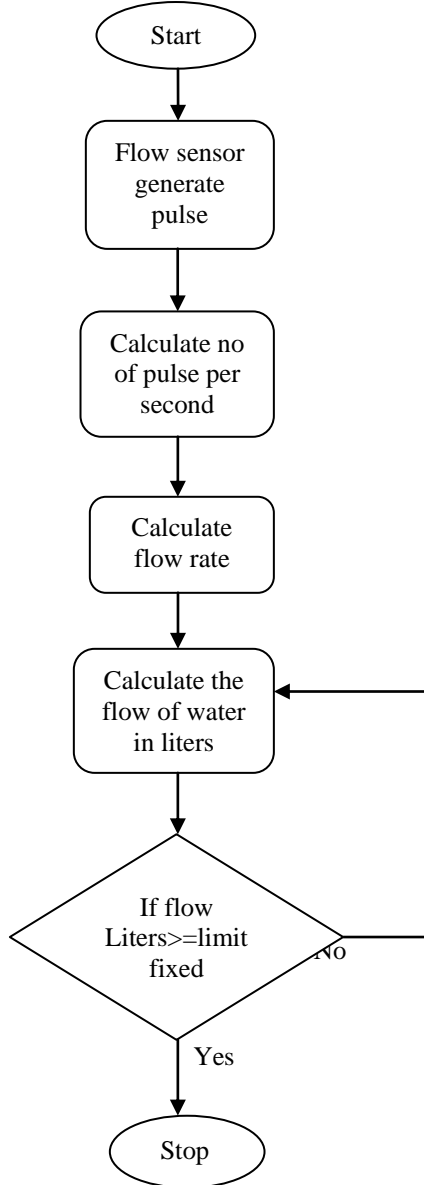 Start
Flow sensor
generate
pulse
Calculate no
of pulse per
second
Calculate
flow rate
Calculate the
flow of water
in liters
If flow
Liters>=limit
fixed
No
Yes
Stop